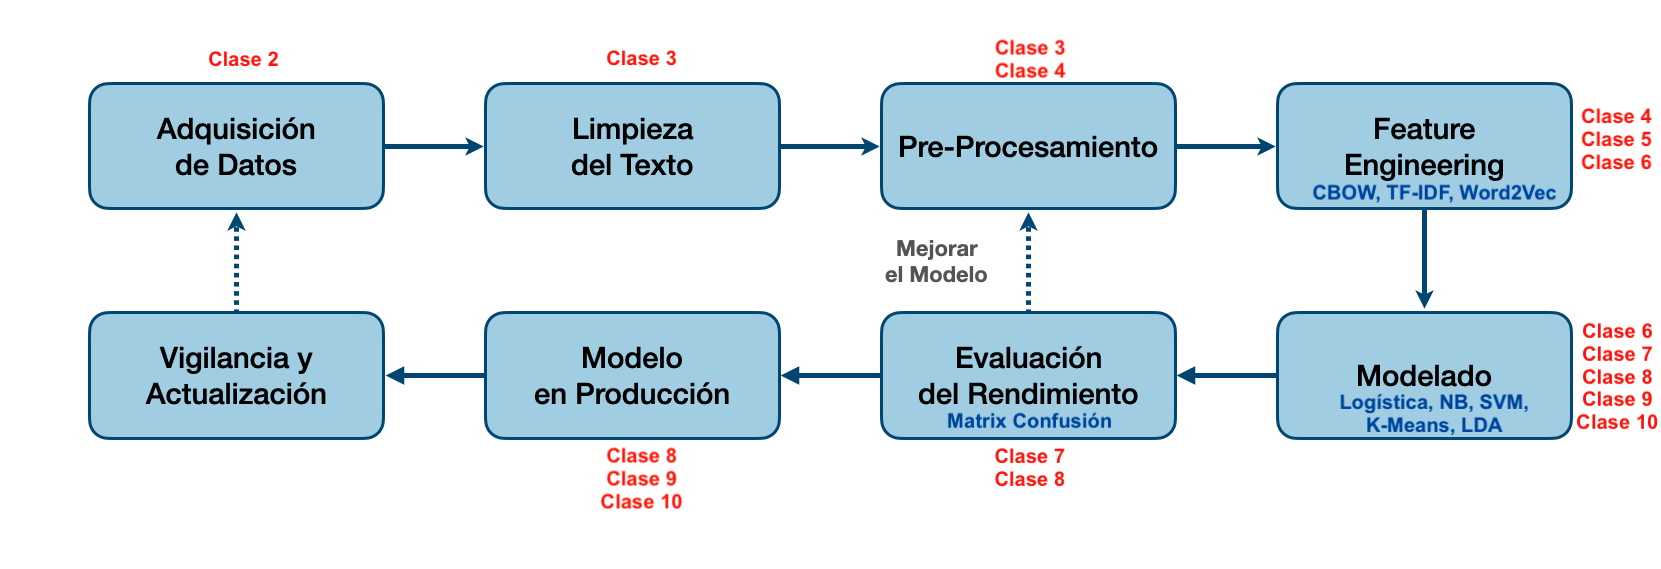 Clase 2
Adquisición
de Datos
Clase 3
Limpieza
del Texto
Clase 3
Clase 4
Pre-Procesamiento
Feature
Engineering
CBOW, TF-IDF, Word2Vec
Clase 4
Clase 5
Clase 6
Mejorar
el Modelo
Vigilancia y
Actualización
Modelo
en Producción
Clase 8
Clase 9
Clase 10
Evaluación
del Rendimiento
Matrix Confusión
Clase 7
Clase 8
Modelado
Logística, NB, SVM,
K-Means, LDA
Clase 6
Clase 7
Clase 8
Clase 9
Clase 10